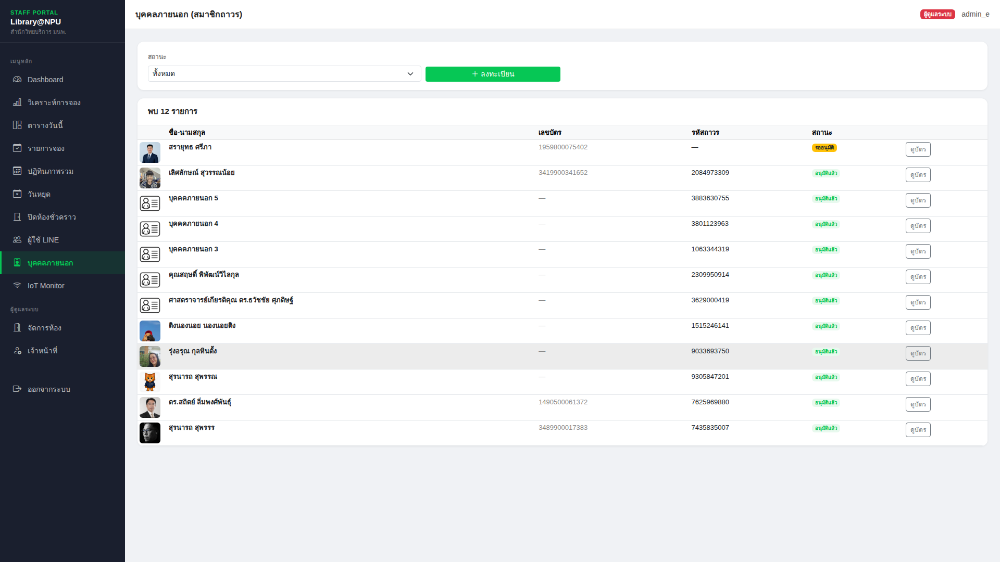 STAFF PORTAL
Library@NPU
สำนักวิทยบริการ มนพ.
เมนูหลัก
Dashboard
วิเคราะห์การจอง
ตารางวันนี้
รายการจอง
ปฏิทินภาพรวม
วันหยุด
ปิดห้องชั่วคราว
ผู้ใช้ LINE
บุคคลภายนอก
IoT Monitor
ผู้ดูแลระบบ
จัดการห้อง
เจ้าหน้าที่
ออกจากระบบ
บุคคลภายนอก (สมาชิกถาวร)
ผู้ดูแลระบบ admin_e
สถานะ
ทั้งหมด
+ ลงทะเบียน
พบ 12 รายการ
ชื่อ-นามสกุล เลขบัตร รหัสถาวร สถานะ
สรายุทธ ศรีภา 1959800075402 — รออนุมัติ ดูบัตร
เลิศลักษณ์ สุวรรณน้อย 3419900341652 2084973309 อนุมัติแล้ว ดูบัตร
บุคคคภายนอก 5 — 3883630755 อนุมัติแล้ว ดูบัตร
บุคคคภายนอก 4 — 3801123963 อนุมัติแล้ว ดูบัตร
บุคคคภายนอก 3 — 1063344319 อนุมัติแล้ว ดูบัตร
คุณสฤษดิ์ พิพัฒน์วิไลกุล — 2309950914 อนุมัติแล้ว ดูบัตร
ศาสตราจารย์เกียรติคุณ ดร.ธวัชชัย ศุภดิษฐ์ — 3629000419 อนุมัติแล้ว ดูบัตร
ติงนองนอย นองนอยติง — 1515246141 อนุมัติแล้ว ดูบัตร
รุ่งอรุณ กุลหินตั้ง — 9033693750 อนุมัติแล้ว ดูบัตร
สุรนารถ สุพรรณ — 9305847201 อนุมัติแล้ว ดูบัตร
ดร.สถิตย์ ลิ่มพงศ์พันธุ์ 1490500061372 7625969880 อนุมัติแล้ว ดูบัตร
สุรนารถ สุพรรร 3489900017383 7435835007 อนุมัติแล้ว ดูบัตร